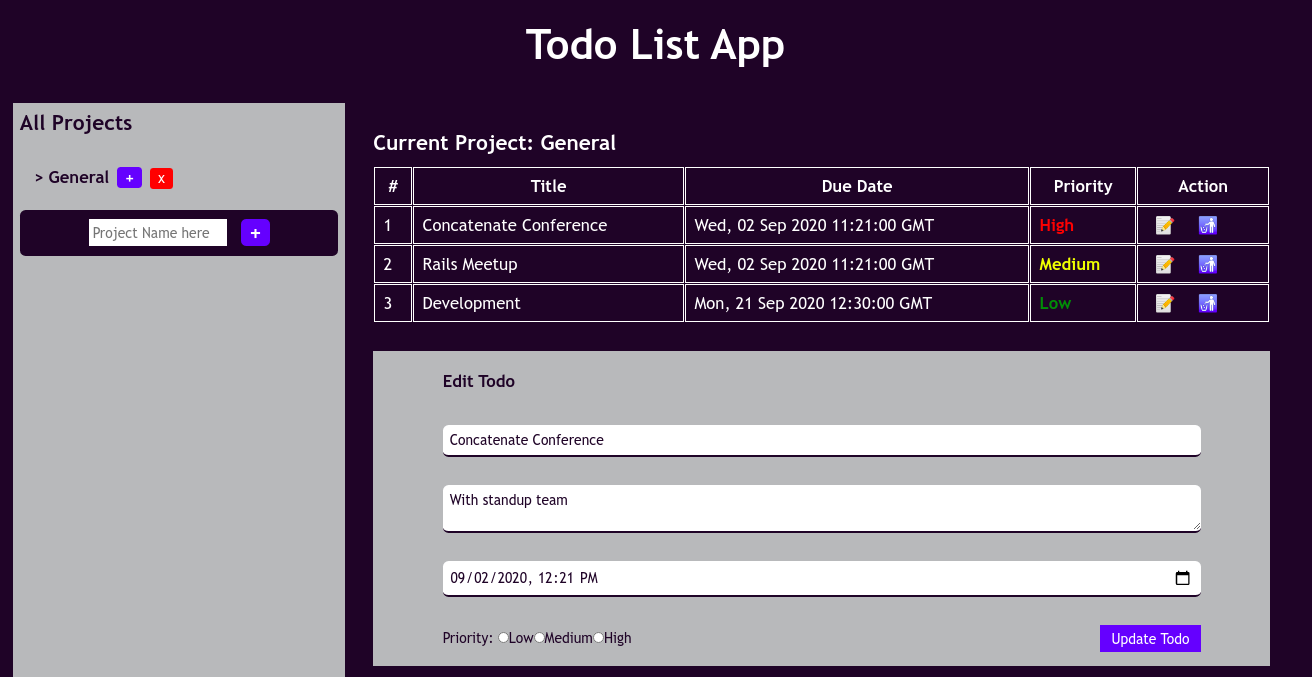 Todo List App
All Projects
> General + x
Project Name here +
Current Project: General
# Title Due Date Priority Action
1 Concatenate Conference Wed, 02 Sep 2020 11:21:00 GMT High
2 Rails Meetup Wed, 02 Sep 2020 11:21:00 GMT Medium
3 Development Mon, 21 Sep 2020 12:30:00 GMT Low
Edit Todo
Concatenate Conference
With standup team
09/02/2020, 12:21 PM
Priority: Low Medium High Update Todo